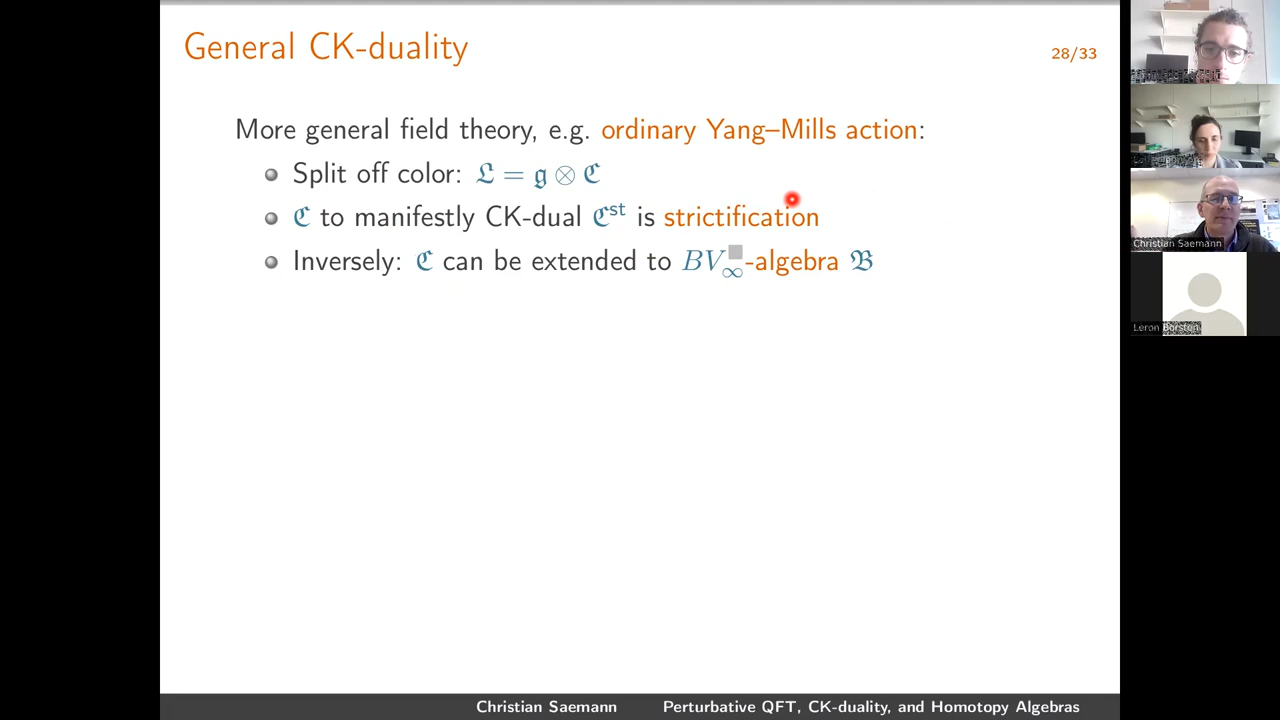 General CK-duality
28/33
More general field theory, e.g. ordinary Yang–Mills action:
Split off color: 𝔏 = 𝔤 ⊗ ℭ
ℭ to manifestly CK-dual ℭˢᵗ is strictification
Inversely: ℭ can be extended to BV∞■-algebra 𝔅
Christian Saemann
Leron Borsten
Christian Saemann Perturbative QFT, CK-duality, and Homotopy Algebras